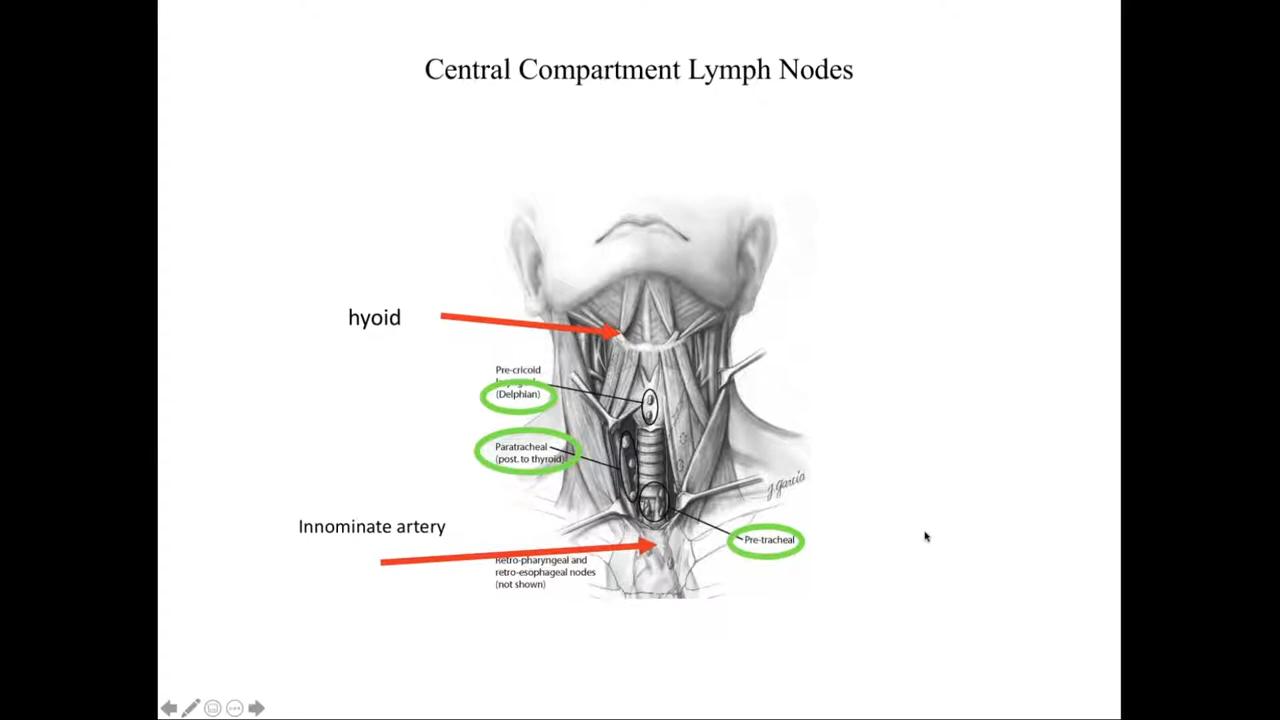 Central Compartment Lymph Nodes
hyoid
Pre-cricoid
(Delphian)
Paratracheal
(post. to thyroid)
Innominate artery
J. Garcia
Pre-tracheal
Retro-pharyngeal and
retro-esophageal nodes
(not shown)